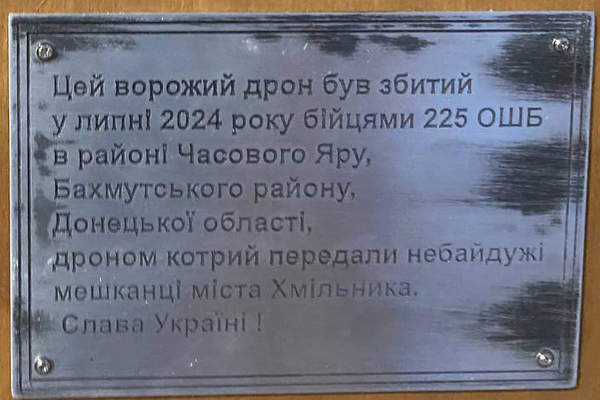 Цей ворожий дрон був збитий
у липні 2024 року бійцями 225 ОШБ
в районі Часового Яру,
Бахмутського району,
Донецької області,
дроном котрий передали небайдужі
мешканці міста Хмільника.
Слава Україні !